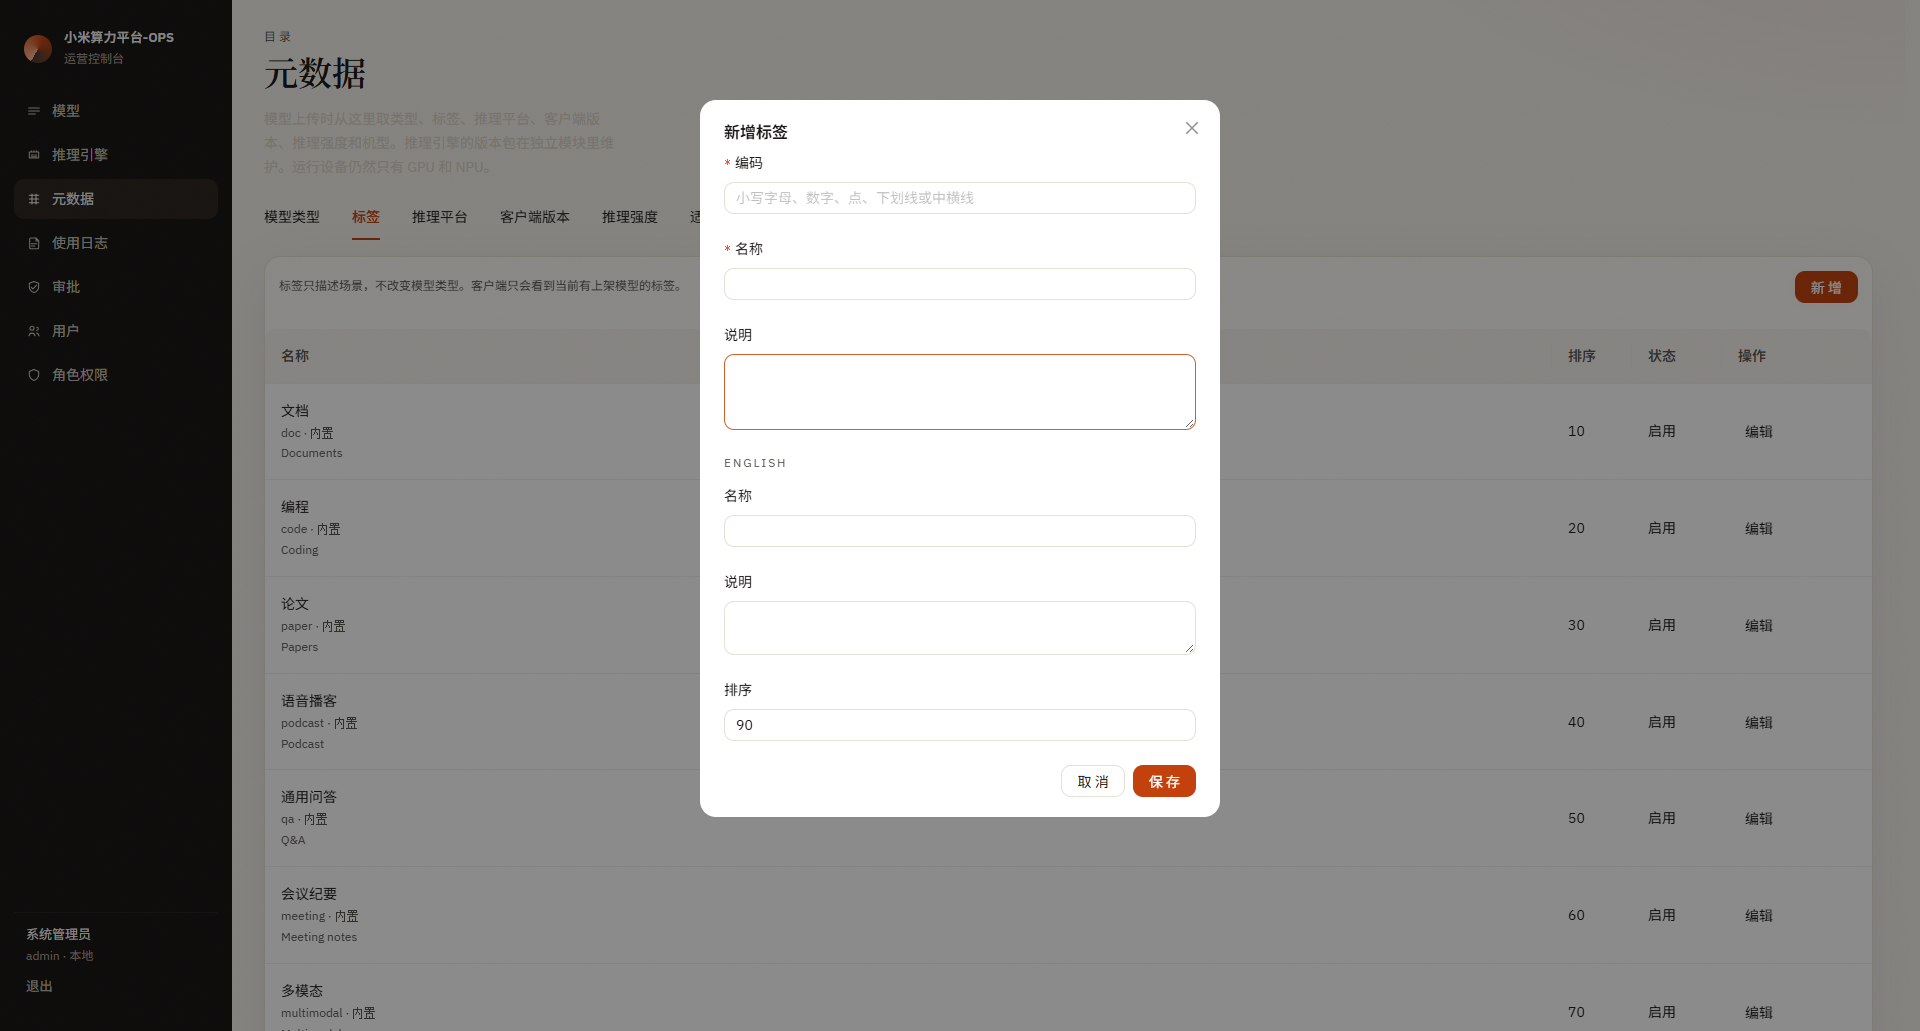 小米算力平台-OPS
运营控制台
模型
推理引擎
元数据
使用日志
审批
用户
角色权限
系统管理员
admin · 本地
退出
目录
元数据
模型上传时从这里取类型、标签、推理平台、客户端版
本、推理强度和机型。推理引擎的版本包在独立模块里维
护。运行设备仍然只有 GPU 和 NPU。
模型类型 标签 推理平台 客户端版本 推理强度 适
标签只描述场景，不改变模型类型。客户端只会看到当前有上架模型的标签。
新增
名称 排序 状态 操作
文档
doc · 内置
Documents
10 启用 编辑
编程
code · 内置
Coding
20 启用 编辑
论文
paper · 内置
Papers
30 启用 编辑
语音播客
podcast · 内置
Podcast
40 启用 编辑
通用问答
qa · 内置
Q&A
50 启用 编辑
会议纪要
meeting · 内置
Meeting notes
60 启用 编辑
多模态
multimodal · 内置
70 启用 编辑
新增标签
* 编码
小写字母、数字、点、下划线或中横线
* 名称
说明
ENGLISH
名称
说明
排序
90
取消 保存